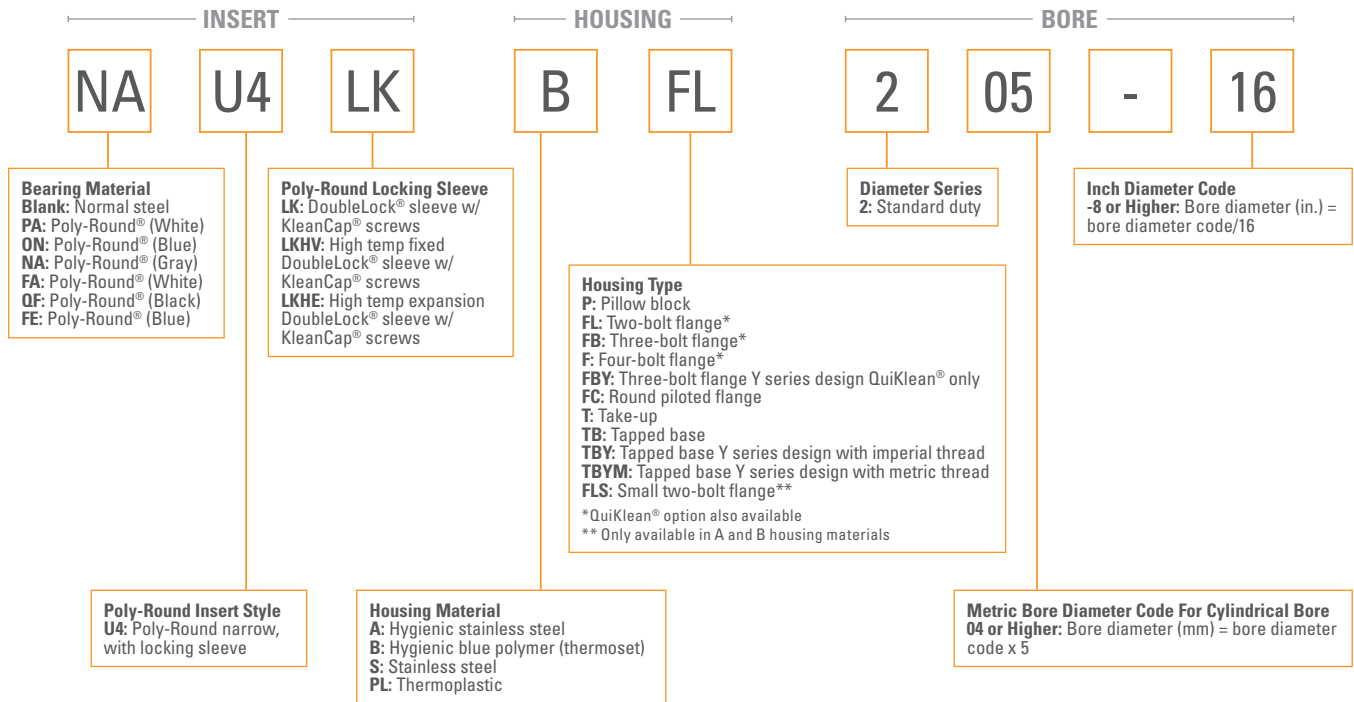 INSERT
HOUSING
BORE
NA
U4
LK
B
FL
2
05
-
16
Bearing Material
Blank: Normal steel
PA: Poly-Round® (White)
ON: Poly-Round® (Blue)
NA: Poly-Round® (Gray)
FA: Poly-Round® (White)
QF: Poly-Round® (Black)
FE: Poly-Round® (Blue)
Poly-Round Locking Sleeve
LK: DoubleLock® sleeve w/
KleanCap® screws
LKHV: High temp fixed
DoubleLock® sleeve w/
KleanCap® screws
LKHE: High temp expansion
DoubleLock® sleeve w/
KleanCap® screws
Diameter Series
2: Standard duty
Inch Diameter Code
-8 or Higher: Bore diameter (in.) =
bore diameter code/16
Housing Type
P: Pillow block
FL: Two-bolt flange*
FB: Three-bolt flange*
F: Four-bolt flange*
FBY: Three-bolt flange Y series design QuiKlean® only
FC: Round piloted flange
T: Take-up
TB: Tapped base
TBY: Tapped base Y series design with imperial thread
TBYM: Tapped base Y series design with metric thread
FLS: Small two-bolt flange**
*QuiKlean® option also available
** Only available in A and B housing materials
Poly-Round Insert Style
U4: Poly-Round narrow,
with locking sleeve
Housing Material
A: Hygienic stainless steel
B: Hygienic blue polymer (thermoset)
S: Stainless steel
PL: Thermoplastic
Metric Bore Diameter Code For Cylindrical Bore
04 or Higher: Bore diameter (mm) = bore diameter
code x 5